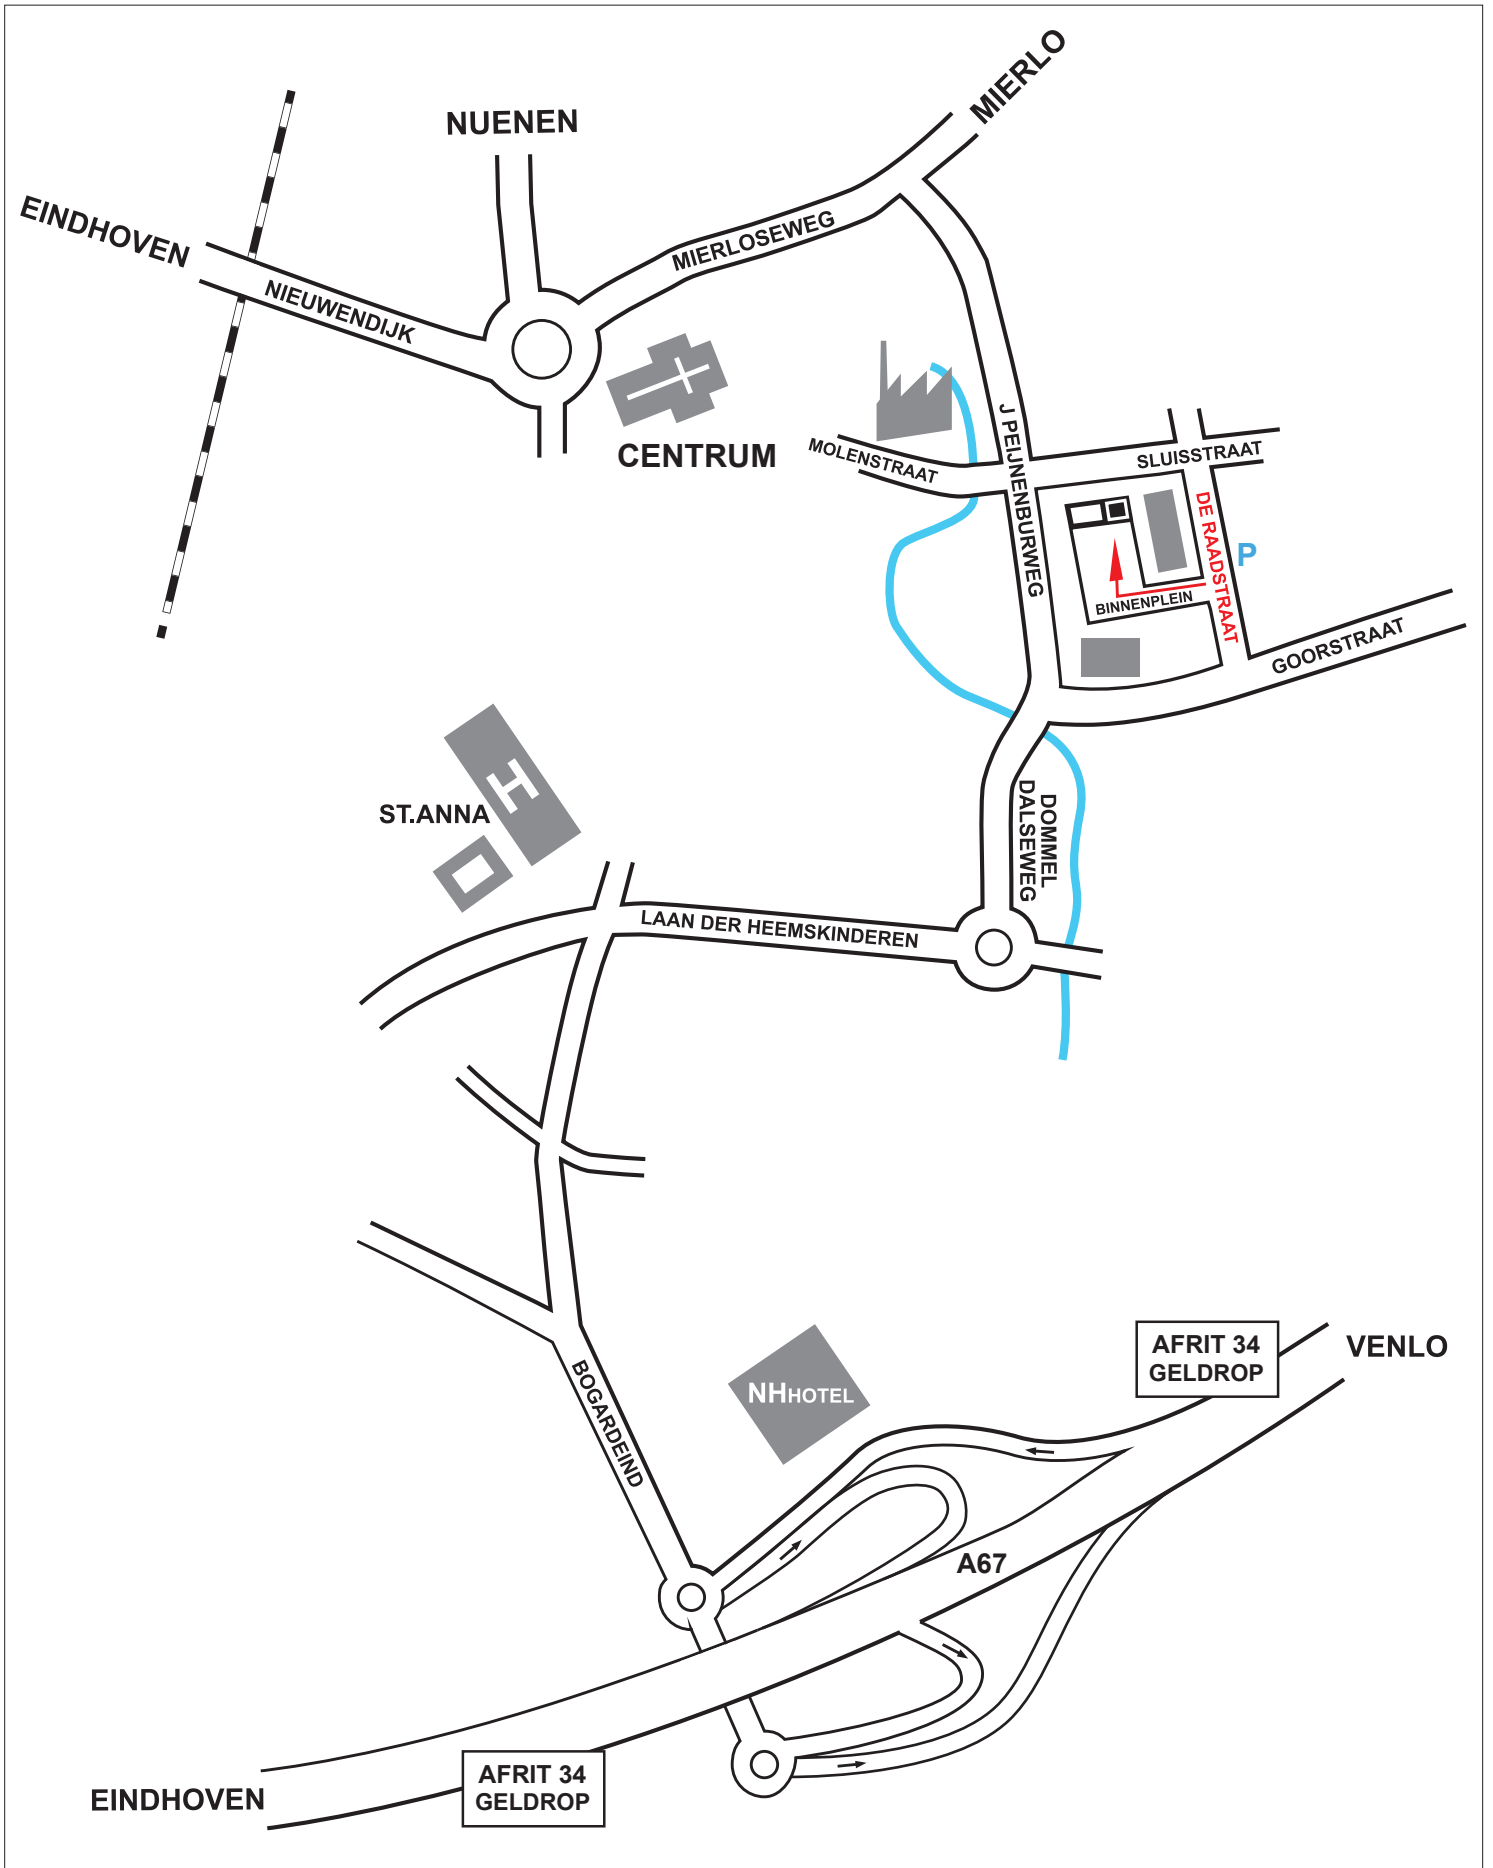 MIERLO
NUENEN
EINDHOVEN
MIERLOSEWEG
NIEUWENDIJK
CENTRUM
MOLENSTRAAT
SLUISSTRAAT
J PEIJNENBURWEG
DE RAADSTRAAT
P
BINNENPLEIN
GOORSTRAAT
H
ST.ANNA
DOMMEL
DALSEWEG
LAAN DER HEEMSKINDEREN
AFRIT 34
GELDROP
VENLO
NHHOTEL
BOGARDEIND
A67
AFRIT 34
GELDROP
EINDHOVEN